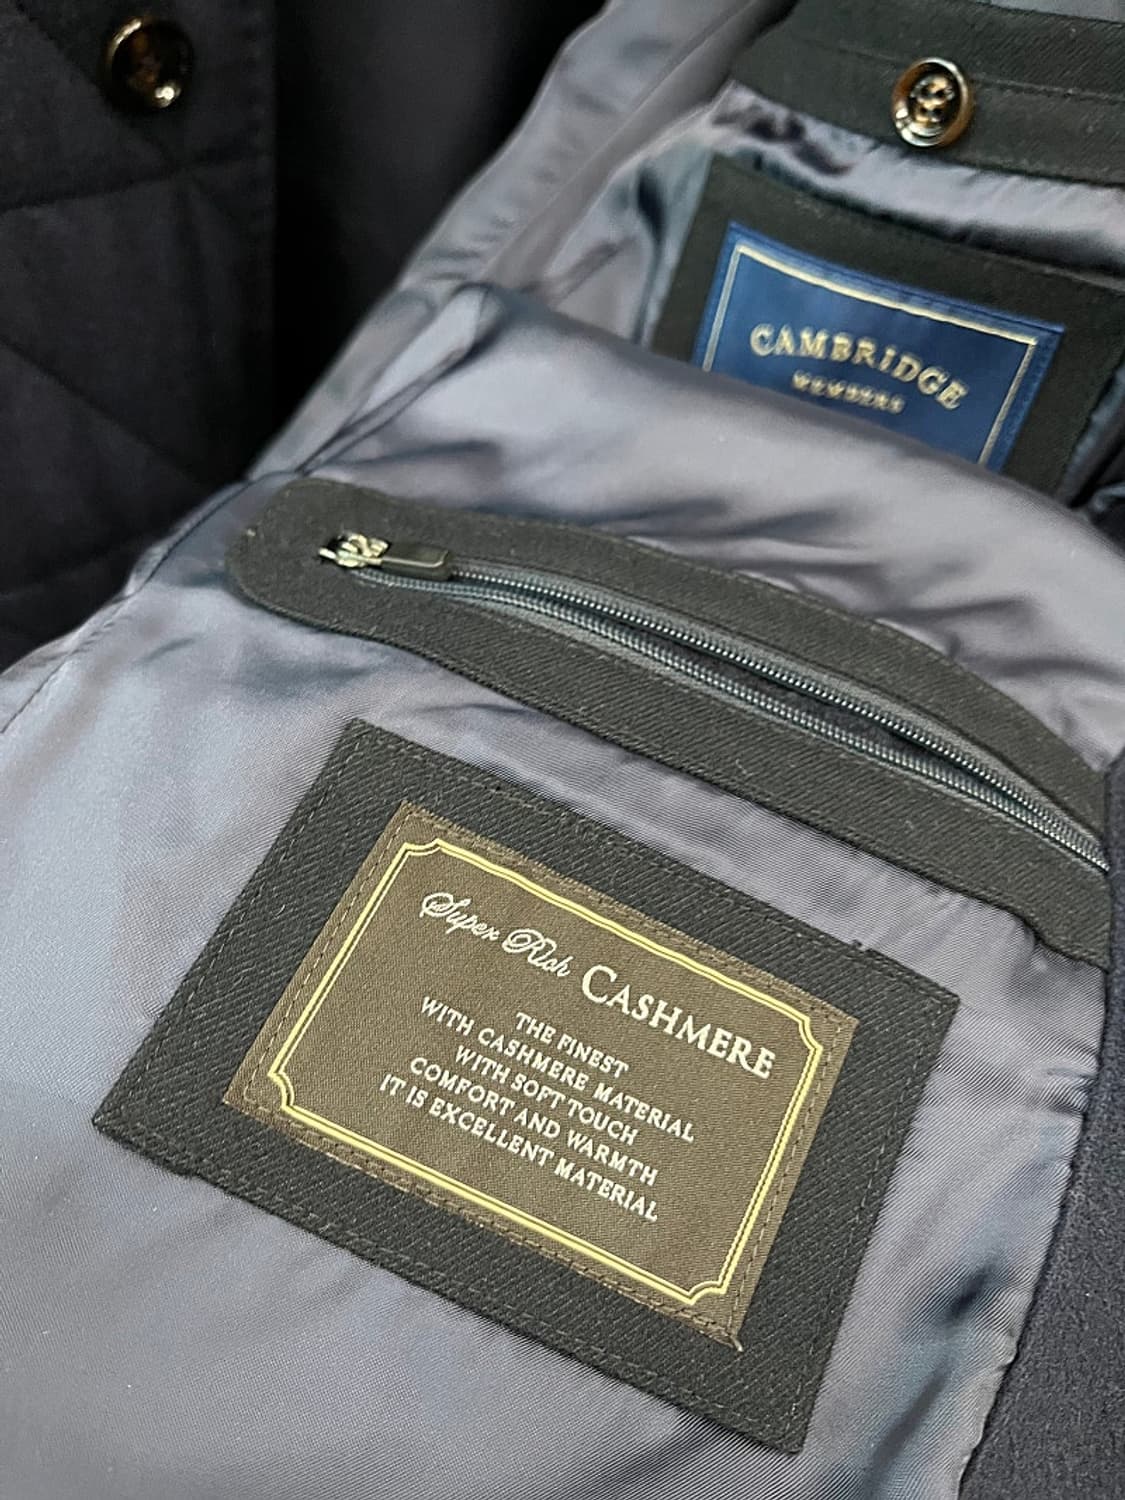 CAMBRIDGE
MEMBERS
Super Rich CASHMERE
THE FINEST
WITH CASHMERE MATERIAL
WITH SOFT TOUCH
COMFORT AND WARMTH
IT IS EXCELLENT MATERIAL